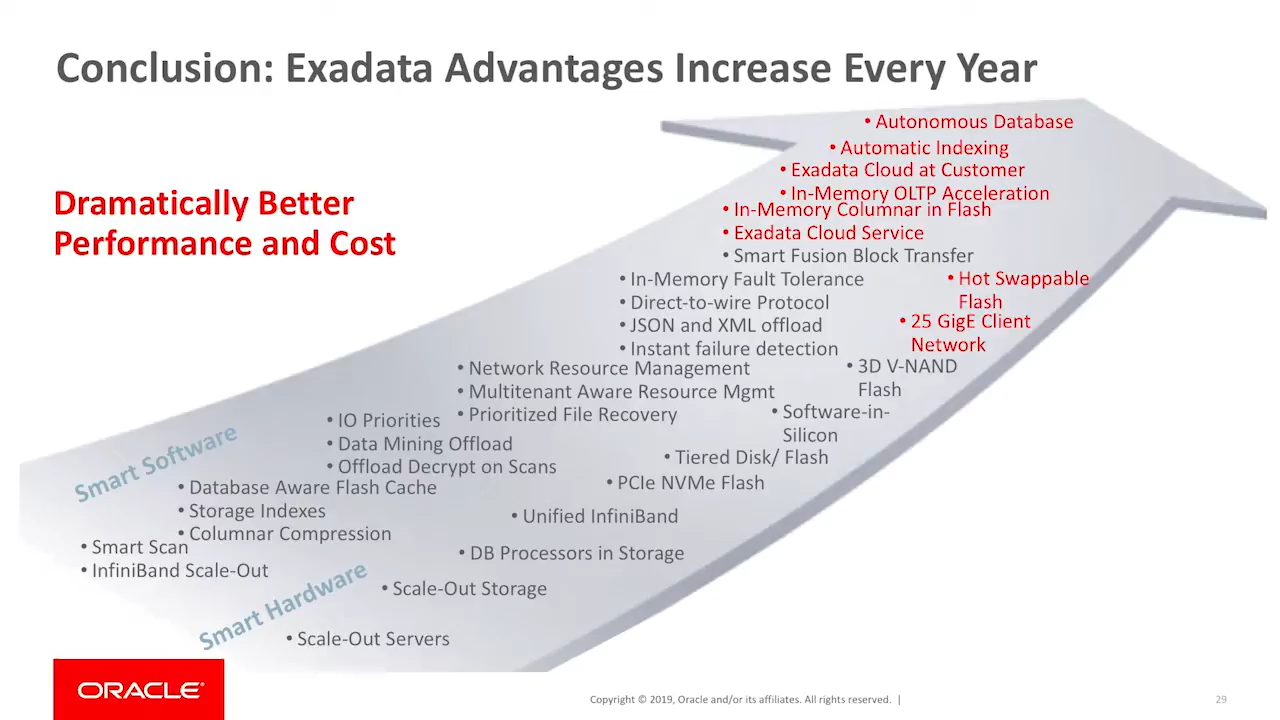 Conclusion: Exadata Advantages Increase Every Year
Dramatically Better
Performance and Cost
• Autonomous Database
• Automatic Indexing
• Exadata Cloud at Customer
• In-Memory OLTP Acceleration
• In-Memory Columnar in Flash
• Exadata Cloud Service
• Smart Fusion Block Transfer
• In-Memory Fault Tolerance
• Direct-to-wire Protocol
• JSON and XML offload
• Instant failure detection
• Network Resource Management
• Multitenant Aware Resource Mgmt
• Prioritized File Recovery
• IO Priorities
• Data Mining Offload
• Offload Decrypt on Scans
• Database Aware Flash Cache
• Storage Indexes
• Columnar Compression
• Smart Scan
• InfiniBand Scale-Out
Smart Software
• Hot Swappable
Flash
• 25 GigE Client
Network
• 3D V-NAND
Flash
• Software-in-
Silicon
• Tiered Disk/ Flash
• PCIe NVMe Flash
• Unified InfiniBand
• DB Processors in Storage
• Scale-Out Storage
• Scale-Out Servers
Smart Hardware
ORACLE®
Copyright © 2019, Oracle and/or its affiliates. All rights reserved. |
29